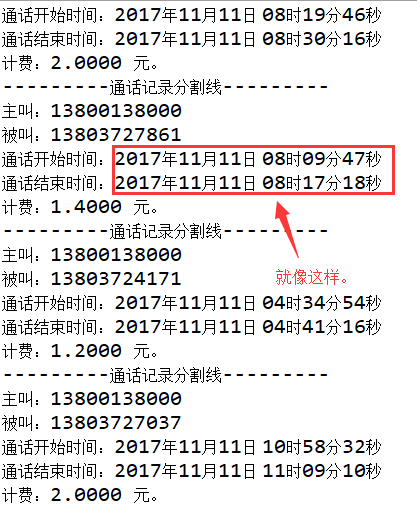 通话开始时间：2017年11月11日 08时19分46秒
通话结束时间：2017年11月11日 08时30分16秒
计费：2.0000 元。
---------通话记录分割线---------
主叫：13800138000
被叫：13803727861
通话开始时间：2017年11月11日 08时09分47秒
通话结束时间：2017年11月11日 08时17分18秒
计费：1.4000 元。
---------通话记录分割线---------
主叫：13800138000
被叫：13803724171
就像这样。
通话开始时间：2017年11月11日 04时34分54秒
通话结束时间：2017年11月11日 04时41分16秒
计费：1.2000 元。
---------通话记录分割线---------
主叫：13800138000
被叫：13803727037
通话开始时间：2017年11月11日 10时58分32秒
通话结束时间：2017年11月11日 11时09分10秒
计费：2.0000 元。